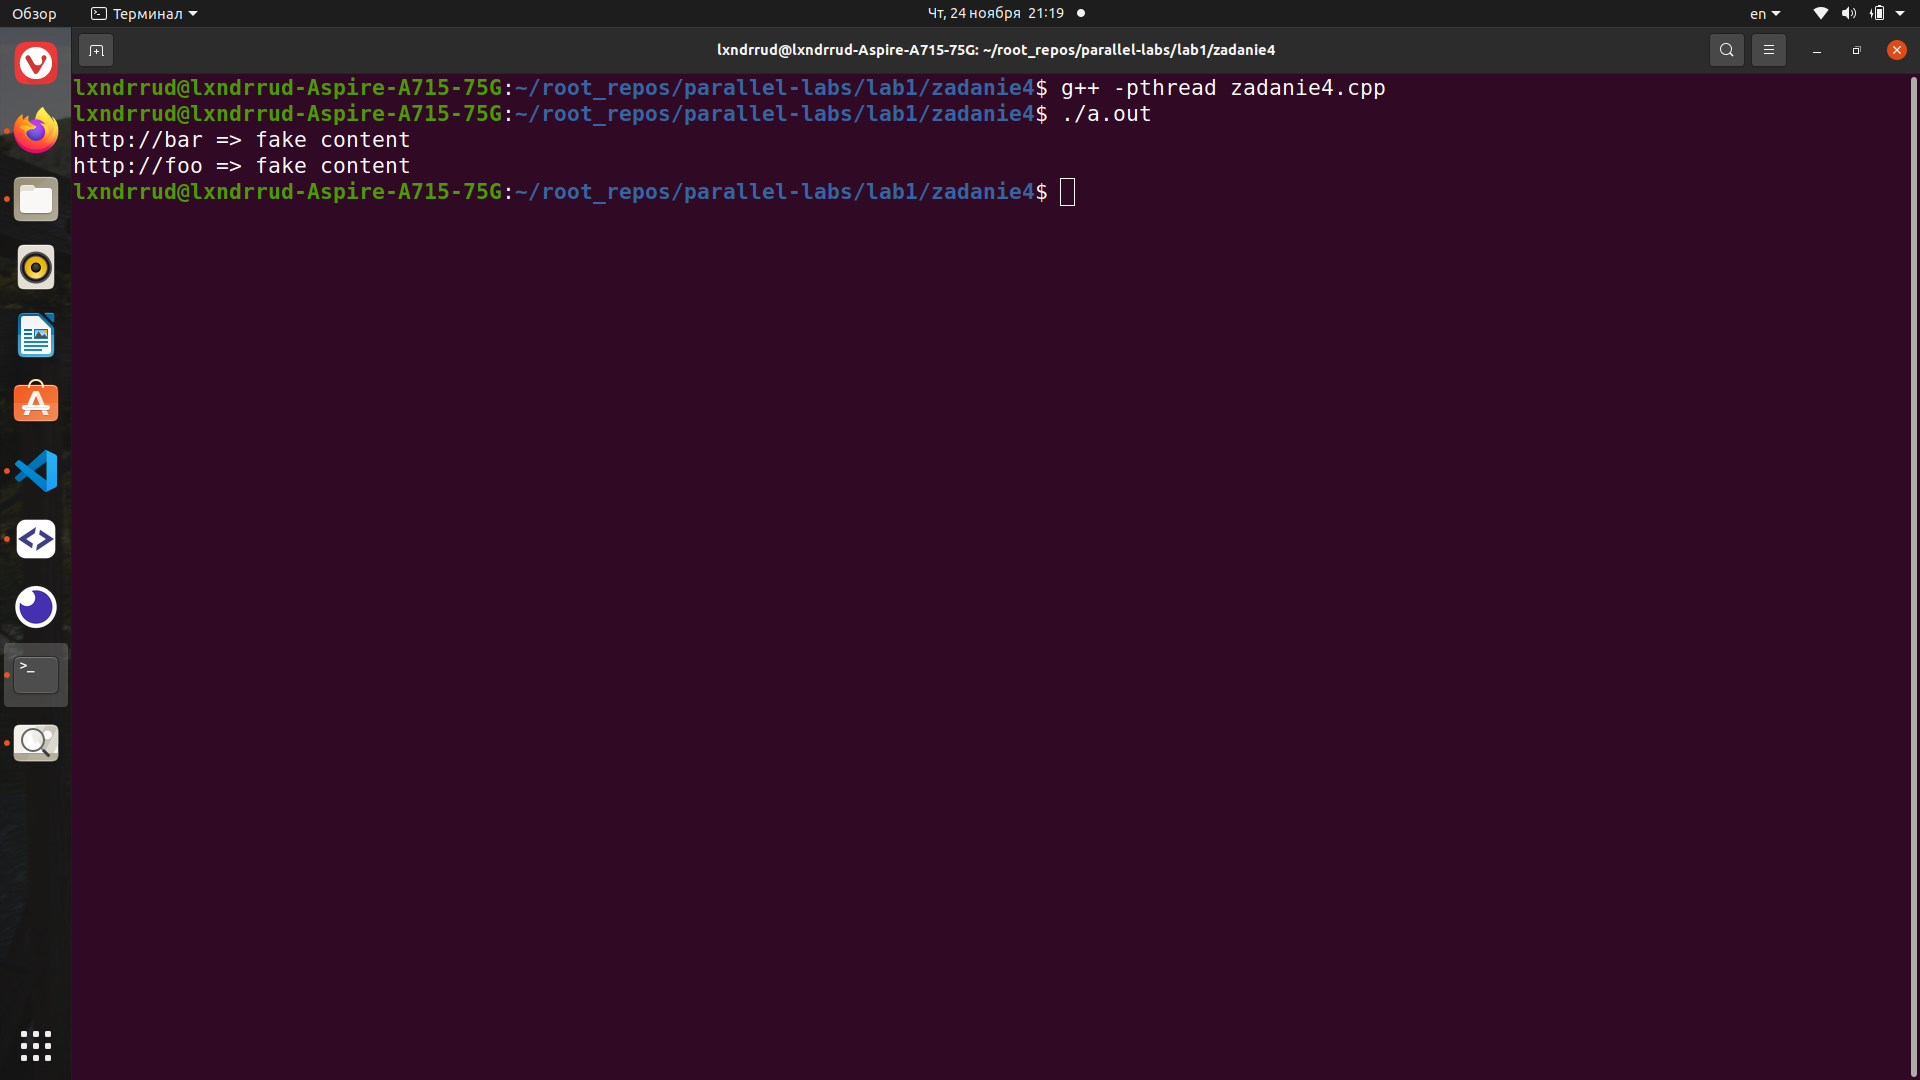 Обзор
Терминал
Чт, 24 ноября 21:19
en
lxndrrud@lxndrrud-Aspire-A715-75G: ~/root_repos/parallel-labs/lab1/zadanie4
lxndrrud@lxndrrud-Aspire-A715-75G:~/root_repos/parallel-labs/lab1/zadanie4$ g++ -pthread zadanie4.cpp
lxndrrud@lxndrrud-Aspire-A715-75G:~/root_repos/parallel-labs/lab1/zadanie4$ ./a.out
http://bar => fake content
http://foo => fake content
lxndrrud@lxndrrud-Aspire-A715-75G:~/root_repos/parallel-labs/lab1/zadanie4$